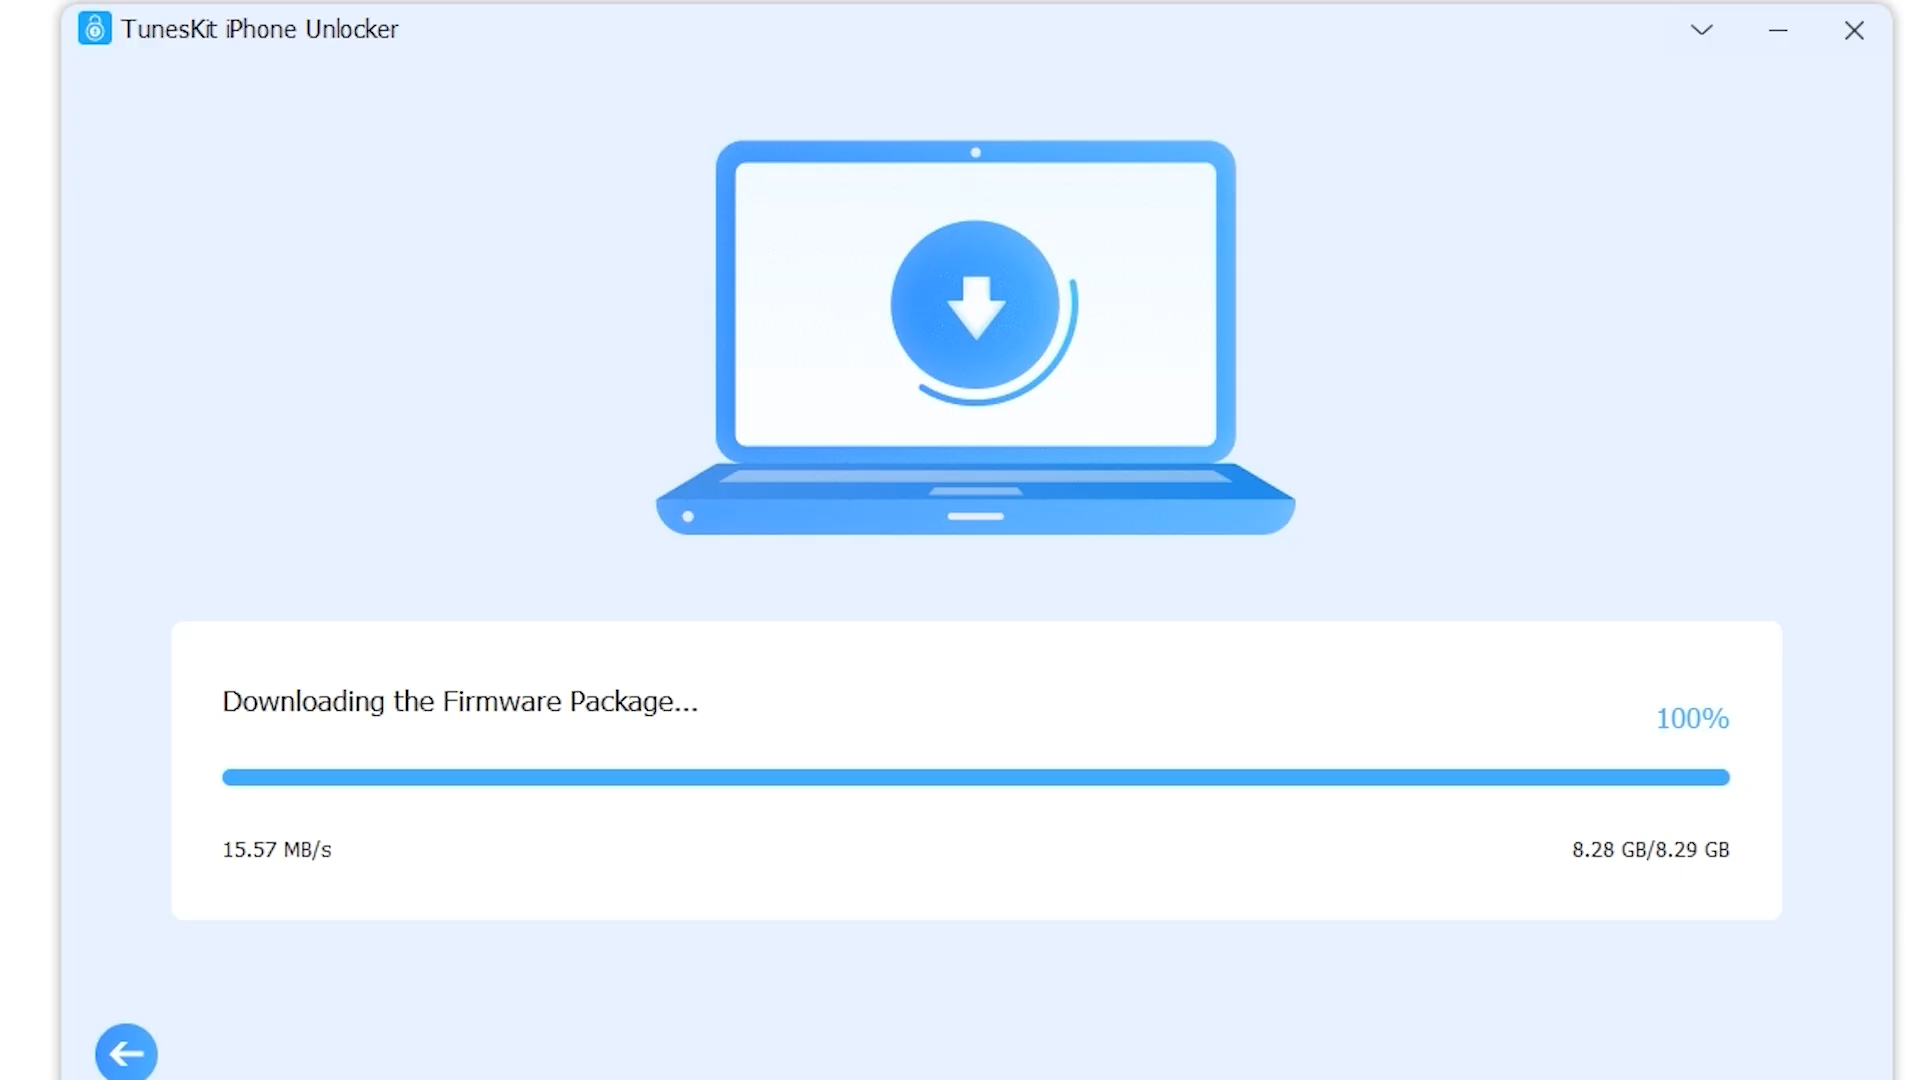 TunesKit iPhone Unlocker
Downloading the Firmware Package...
100%
15.57 MB/s
8.28 GB/8.29 GB